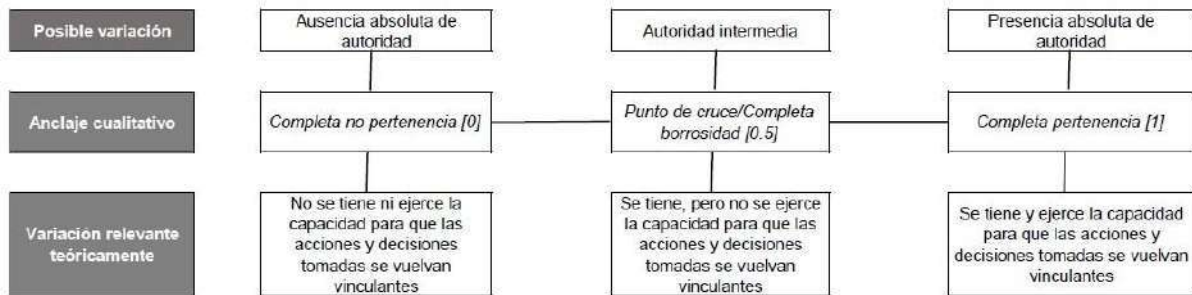 Posible variación
Ausencia absoluta de
autoridad
Autoridad intermedia
Presencia absoluta de
autoridad
Anclaje cualitativo
Completa no pertenencia [0]
Punto de cruce/Completa
borrosidad [0.5]
Completa pertenencia [1]
Variación relevante
teóricamente
No se tiene ni ejerce la
capacidad para que las
acciones y decisiones
tomadas se vuelvan
vinculantes
Se tiene, pero no se ejerce
la capacidad para que las
acciones y decisiones
tomadas se vuelvan
vinculantes
Se tiene y ejerce la capacidad
para que las acciones y
decisiones tomadas se vuelvan
vinculantes